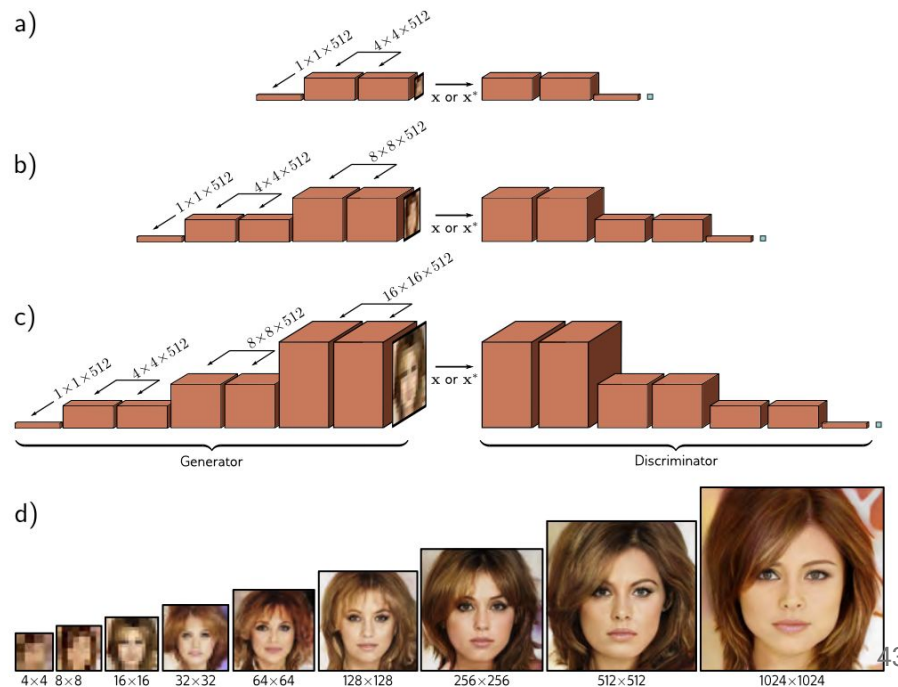 a)
1×1×512
4×4×512
x or x*
b)
1×1×512
4×4×512
8×8×512
x or x*
c)
1×1×512
4×4×512
8×8×512
16×16×512
x or x*
Generator
Discriminator
d)
4×4
8×8
16×16
32×32
64×64
128×128
256×256
512×512
1024×1024
43